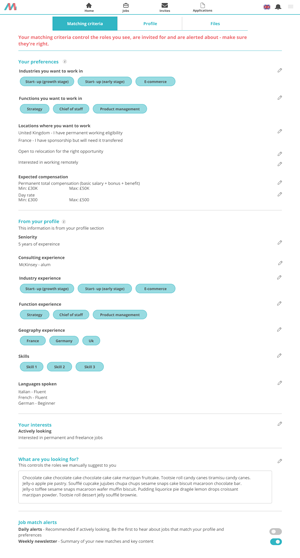 Home
Jobs
Invites
Applications
Matching criteria
Profile
Files
Your matching criteria control the roles you see, are invited for and are alerted about - make sure
they're right.
Your preferences
Industries you want to work in
Start- up (growth stage)
Start- up (early stage)
E-commerce
Functions you want to work in
Strategy
Chief of staff
Product management
Locations where you want to work
United Kingdom - I have permanent working eligibility
France - I have sponsorship but will need it transferred
Open to relocation for the right opportunity
Interested in working remotely
Expected compensation
Permanent total compensation (basic salary + bonus + benefit)
Min: £30K Max: £50K
Day rate
Min: £300 Max: £500
From your profile
This information is from your profile section
Seniority
5 years of experience
Consulting experience
McKinsey - alum
Industry experience
Start- up (growth stage)
Start- up (early stage)
E-commerce
Function experience
Strategy
Chief of staff
Product management
Geography experience
France
Germany
Uk
Skills
Skill 1
Skill 2
Skill 3
Languages spoken
Italian - Fluent
French - Fluent
German - Beginner
Your interests
Actively looking
Interested in permanent and freelance jobs
What are you looking for?
This controls the roles we manually suggest to you
Chocolate cake chocolate cake chocolate cake cake marzipan fruitcake. Tootsie roll candy canes tiramisu candy canes
jelly-o apple pie pastry. Soufflé cupcake jujubes chupa chups sesame snaps cake biscuit macaroon chocolate bar.
Jelly-o toffee sesame snaps macaroon wafer muffin biscuit. Pudding liquorice pie dragée lemon drops croissant
marzipan powder. Tootsie roll dessert jelly soufflé brownie.
Job match alerts
Daily alerts - Recommended if actively looking. Be the first to hear about jobs that match your profile and
preferences
Weekly newsletter - Summary of your new matches and key content